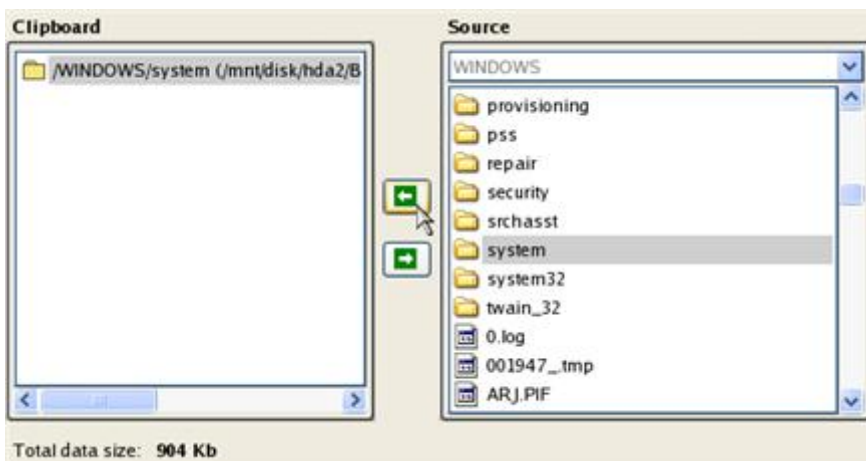 Clipboard
/WINDOWS/system (/mnt/disk/hda2/B
Source
WINDOWS
provisioning
pss
repair
security
srchasst
system
system32
twain_32
0.log
001947_.tmp
ARJ.PIF
Total data size: 904 Kb